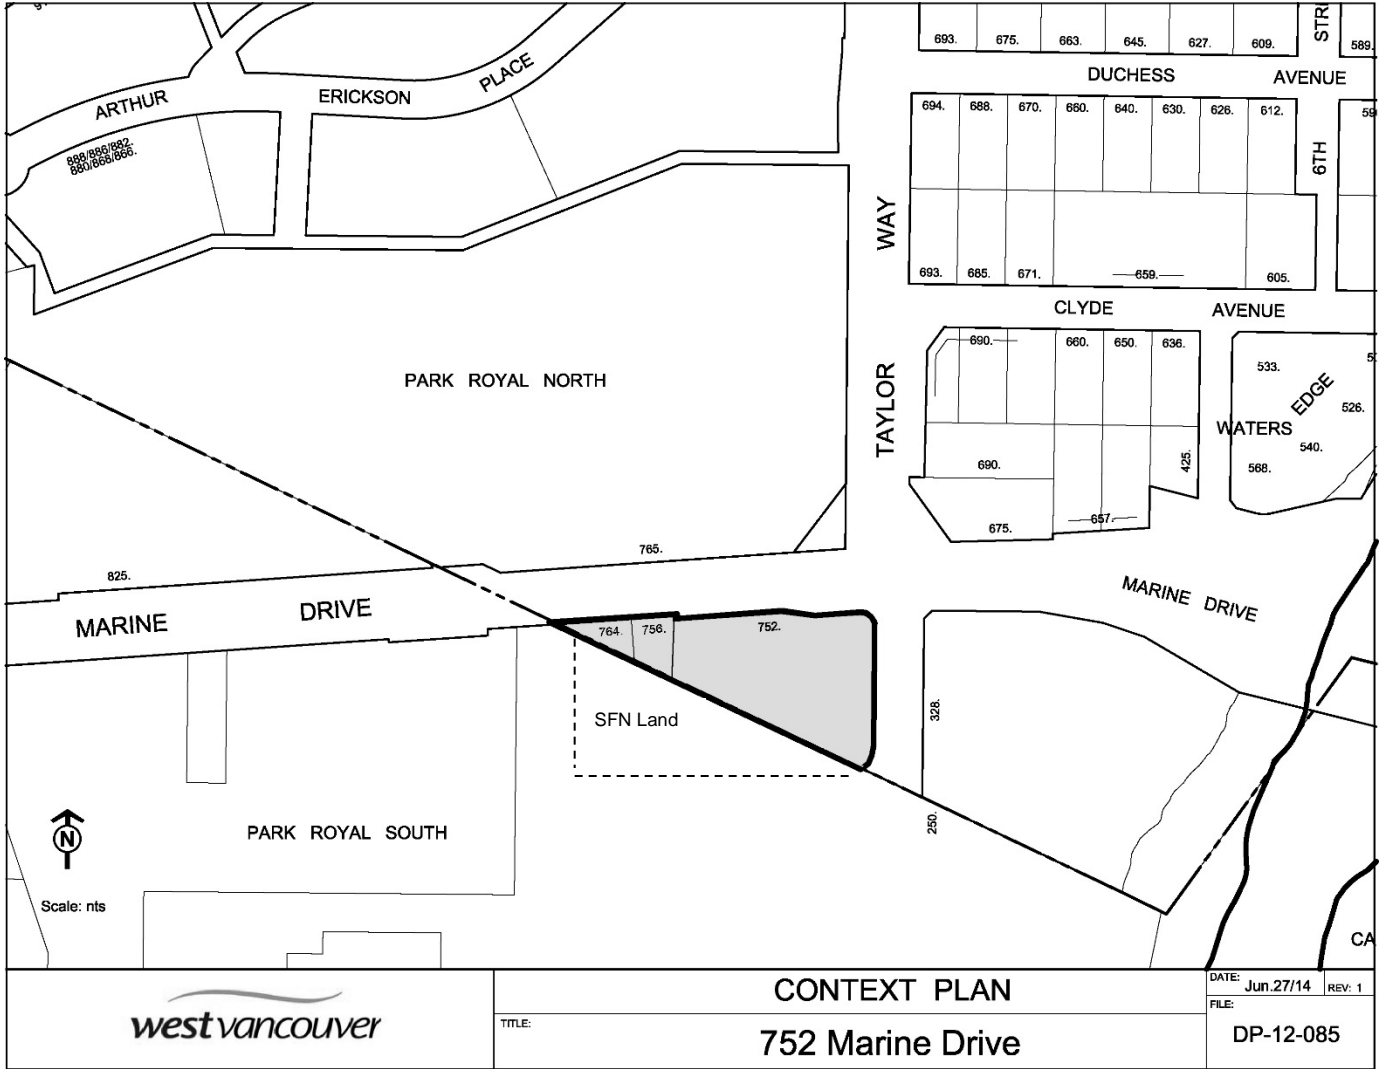 693. 675. 663. 645. 627. 609. 589.
DUCHESS AVENUE
ARTHUR ERICKSON PLACE
888/886/882.
880/868/866.
694. 688. 670. 660. 640. 630. 626. 612.
6TH
WAY
693. 685. 671. 659. 605.
CLYDE AVENUE
690. 660. 650. 636.
533.
EDGE
526.
WATERS
540.
568.
PARK ROYAL NORTH
TAYLOR
690.
425.
675. 657.
765.
825.
MARINE DRIVE
MARINE DRIVE
764. 756. 752.
SFN Land
328.
250.
PARK ROYAL SOUTH
N
Scale: nts
CA
west vancouver
CONTEXT PLAN
TITLE:
752 Marine Drive
DATE: Jun.27/14 REV: 1
FILE:
DP-12-085